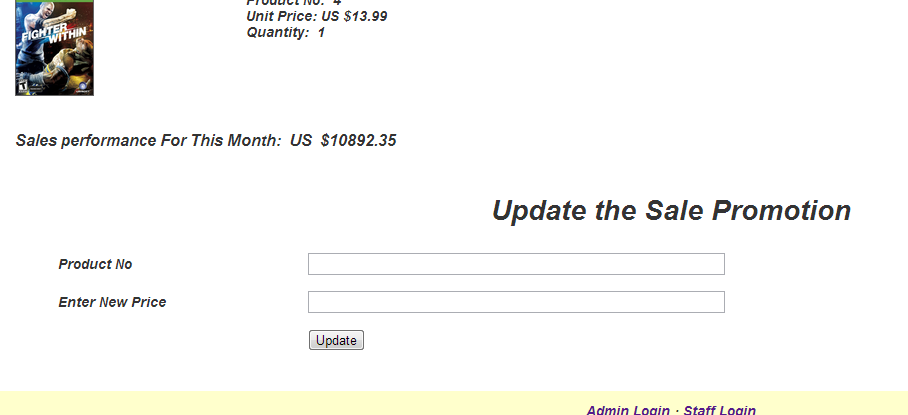 Product No: 4
Unit Price: US $13.99
Quantity: 1
FIGHTER
WITHIN
Sales performance For This Month: US $10892.35
Update the Sale Promotion
Product No
Enter New Price
Update
Admin Login · Staff Login